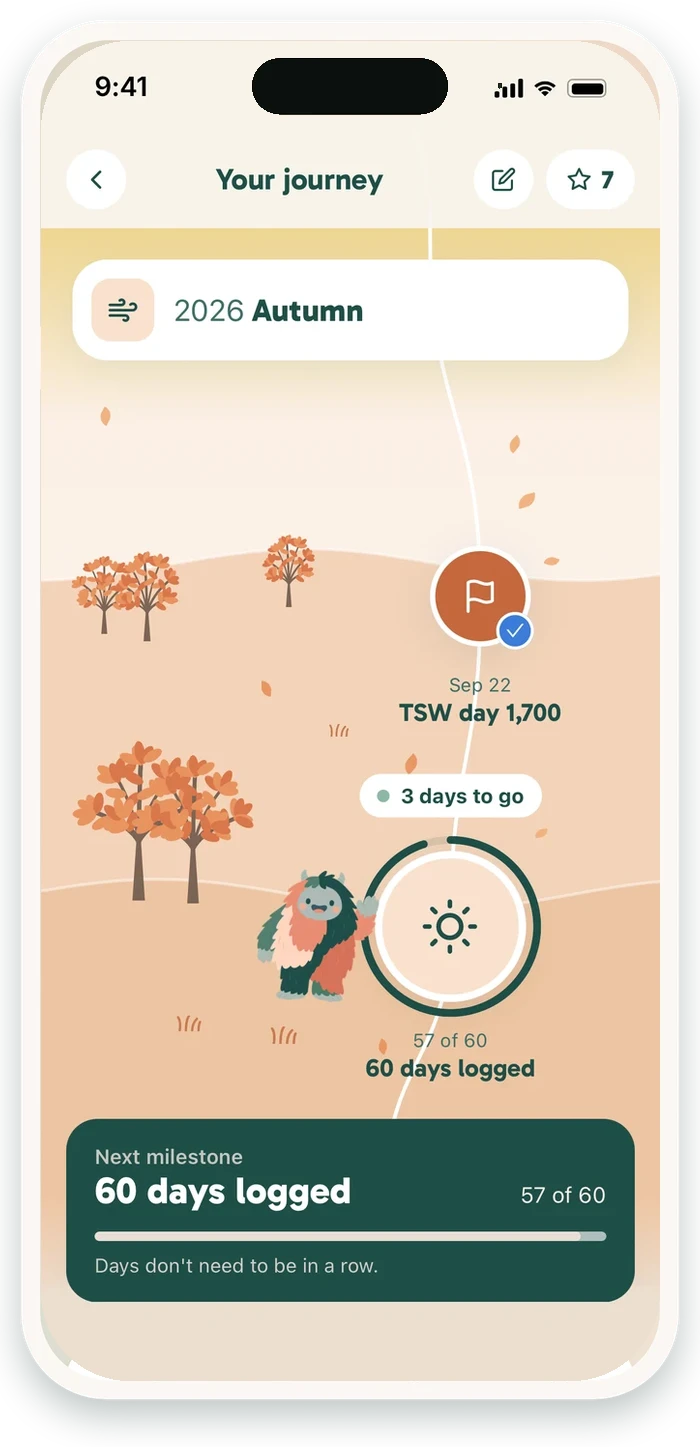 9:41
Your journey
7
2026 Autumn
Sep 22
TSW day 1,700
3 days to go
57 of 60
60 days logged
Next milestone
60 days logged
57 of 60
Days don't need to be in a row.